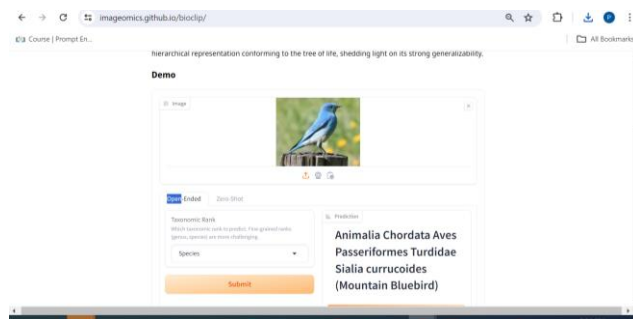 imageomics.github.io/bioclip/
Course | Prompt En...
All Bookmarks
hierarchical representation conforming to the tree of life, shedding light on its strong generalizability.
Demo
Image
Open-Ended
Zero-Shot
Taxonomic Rank
Which taxonomic rank to predict. Fine-grained ranks
(genus, species) are more challenging.
Species
Submit
Prediction
Animalia Chordata Aves
Passeriformes Turdidae
Sialia currucoides
(Mountain Bluebird)